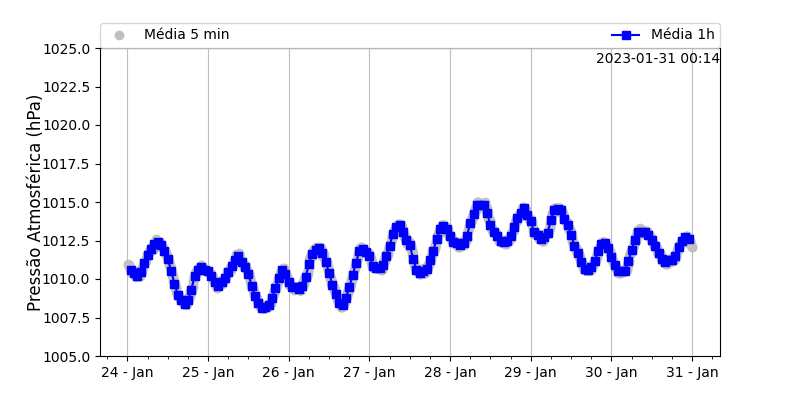 Média 5 min
Média 1h
2023-01-31 00:14
Pressão Atmosférica (hPa)
1025.0
1022.5
1020.0
1017.5
1015.0
1012.5
1010.0
1007.5
1005.0
24 - Jan
25 - Jan
26 - Jan
27 - Jan
28 - Jan
29 - Jan
30 - Jan
31 - Jan